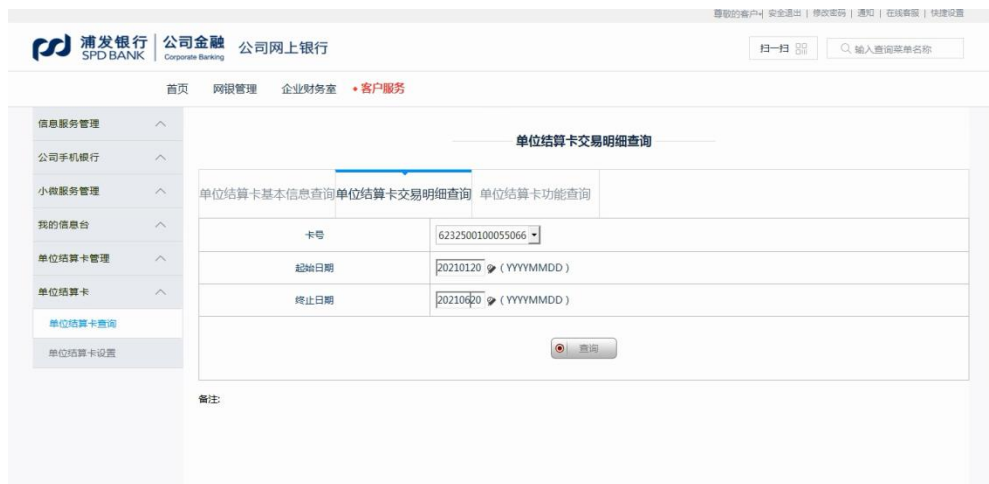 尊敬的客户 安全退出 | 修改密码 | 通知 | 在线客服 | 快捷设置
浦发银行 公司金融 公司网上银行
SPD BANK Corporate Banking
扫一扫 输入查询菜单名称
首页 网银管理 企业财务室 • 客户服务
信息服务管理
公司手机银行
小微服务管理
我的信息台
单位结算卡管理
单位结算卡
单位结算卡查询
单位结算卡设置
单位结算卡交易明细查询
单位结算卡基本信息查询 单位结算卡交易明细查询 单位结算卡功能查询
卡号 6232500100055066
起始日期 20210120 ( YYYYMMDD )
终止日期 20210620 ( YYYYMMDD )
查询
备注: